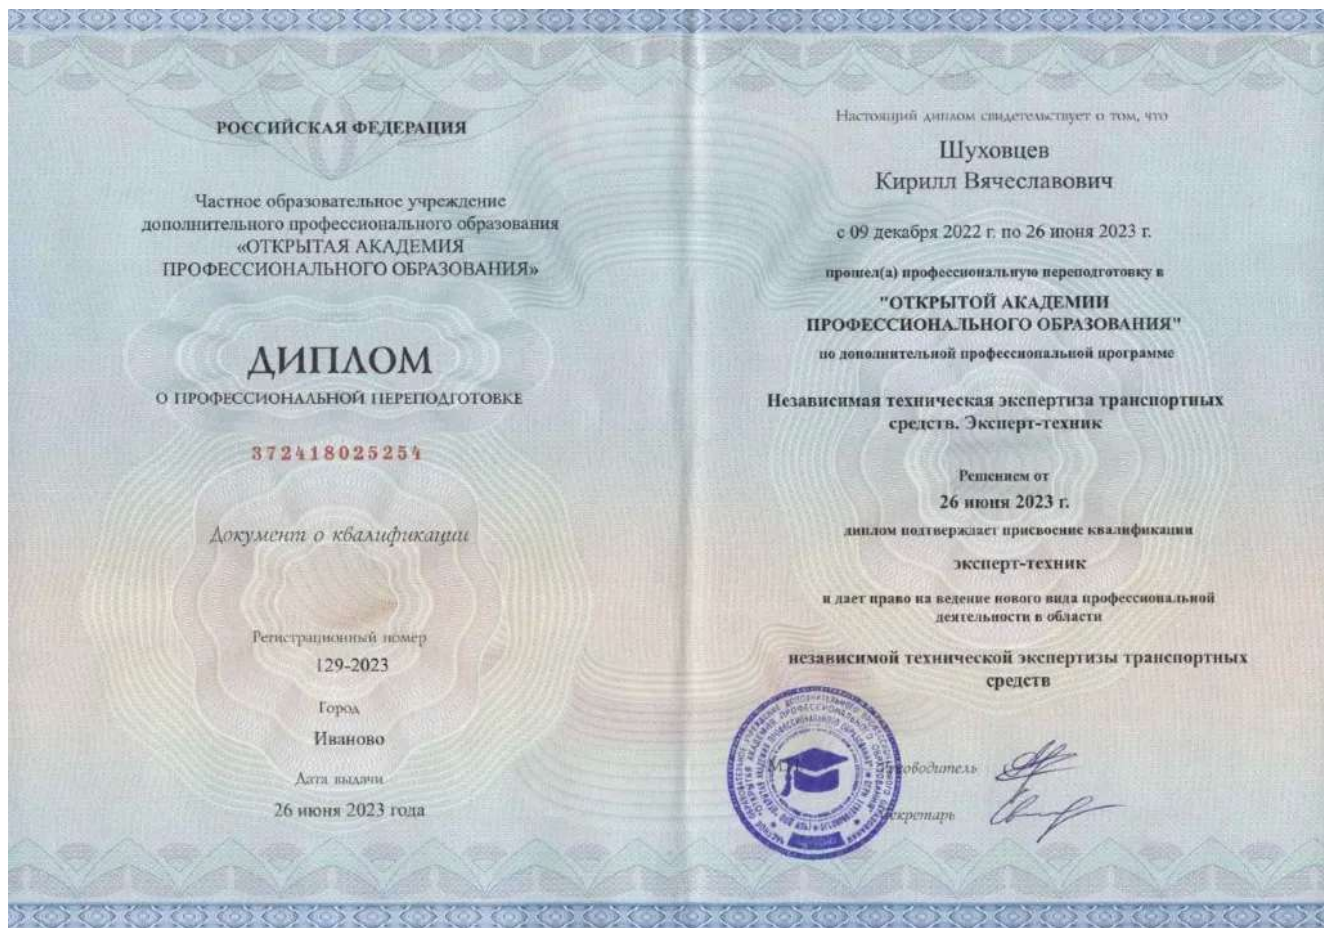 РОССИЙСКАЯ ФЕДЕРАЦИЯ
Частное образовательное учреждение
дополнительного профессионального образования
«ОТКРЫТАЯ АКАДЕМИЯ
ПРОФЕССИОНАЛЬНОГО ОБРАЗОВАНИЯ»
ДИПЛОМ
О ПРОФЕССИОНАЛЬНОЙ ПЕРЕПОДГОТОВКЕ
372418025254
Документ о квалификации
Регистрационный номер
129-2023
Город
Иваново
Дата выдачи
26 июня 2023 года
Настоящий диплом свидетельствует о том, что
Шуховцев
Кирилл Вячеславович
с 09 декабря 2022 г. по 26 июня 2023 г.
прошел(а) профессиональную переподготовку в
"ОТКРЫТОЙ АКАДЕМИИ
ПРОФЕССИОНАЛЬНОГО ОБРАЗОВАНИЯ"
по дополнительной профессиональной программе
Независимая техническая экспертиза транспортных
средств. Эксперт-техник
Решением от
26 июня 2023 г.
диплом подтверждает присвоение квалификации
эксперт-техник
и дает право на ведение нового вида профессиональной
деятельности в области
независимой технической экспертизы транспортных
средств
М.П.
Руководитель
Секретарь